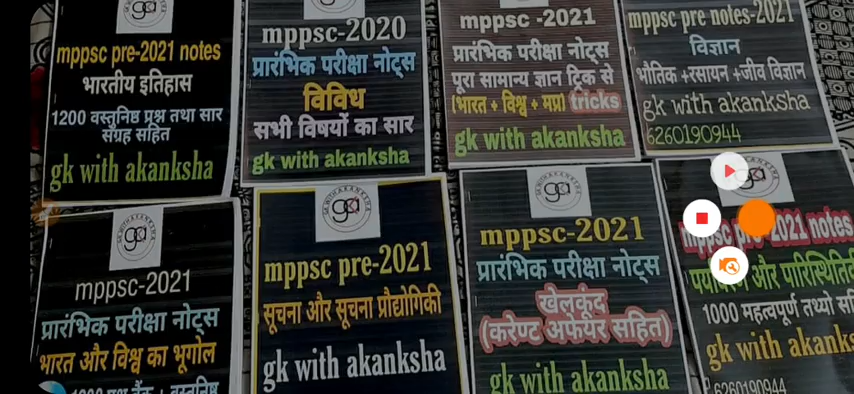 mppsc pre-2021 notes
भारतीय इतिहास
1200 वस्तुनिष्ठ प्रश्न तथा सार
संग्रह सहित
gk with akanksha
mppsc-2020
प्रारंभिक परीक्षा नोट्स
विविध
सभी विषयों का सार
gk with akanksha
mppsc -2021
प्रारंभिक परीक्षा नोट्स
पूरा सामान्य ज्ञान ट्रिक से
(भारत + विश्व + मप्र) tricks
gk with akanksha
mppsc pre notes-2021
विज्ञान
भौतिक +रसायन +जीव विज्ञान
gk with akanksha
6260190944
mppsc-2021
प्रारंभिक परीक्षा नोट्स
भारत और विश्व का भूगोल
mppsc pre-2021
सूचना और सूचना प्रौद्योगिकी
gk with akanksha
mppsc-2021
प्रारंभिक परीक्षा नोट्स
खेलकूंद
(करेण्ट अफेयर सहित)
gk with akanksha
mppsc pre-2021 notes
और
1000 महत्वपूर्ण तथ्यो
gk with
6260190944